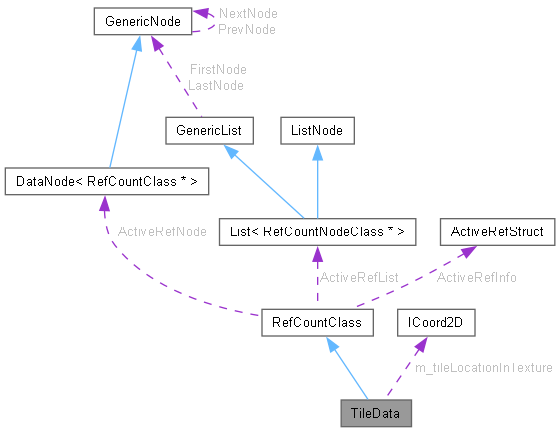 GenericNode
NextNode
PrevNode
FirstNode
LastNode
GenericList
ListNode
DataNode< RefCountClass * >
List< RefCountNodeClass * >
ActiveRefStruct
ActiveRefNode
ActiveRefList
ActiveRefInfo
RefCountClass
ICoord2D
m_tileLocationInTexture
TileData